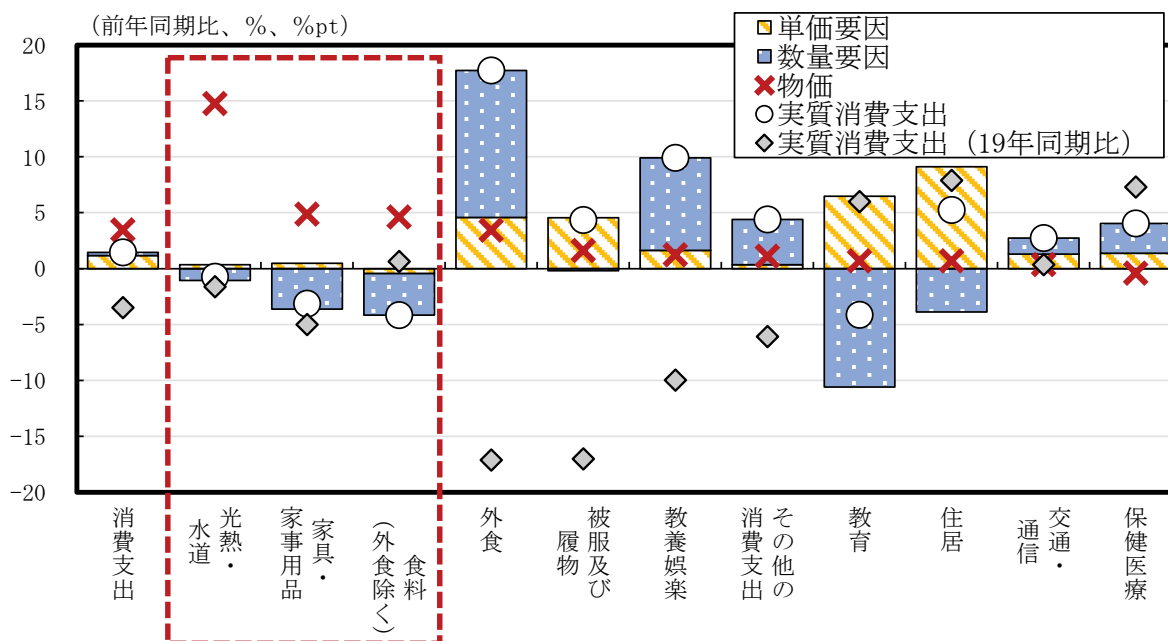 （前年同期比、％、％pt）
20
15
10
5
0
−5
−10
−15
−20
単価要因
数量要因
物価
実質消費支出
実質消費支出（19年同期比）
消費支出
光熱・
水道
家具・
家事用品
食料
（外食除く）
外食
被服及び
履物
教養娯楽
その他の
消費支出
教育
住居
交通・
通信
保健医療